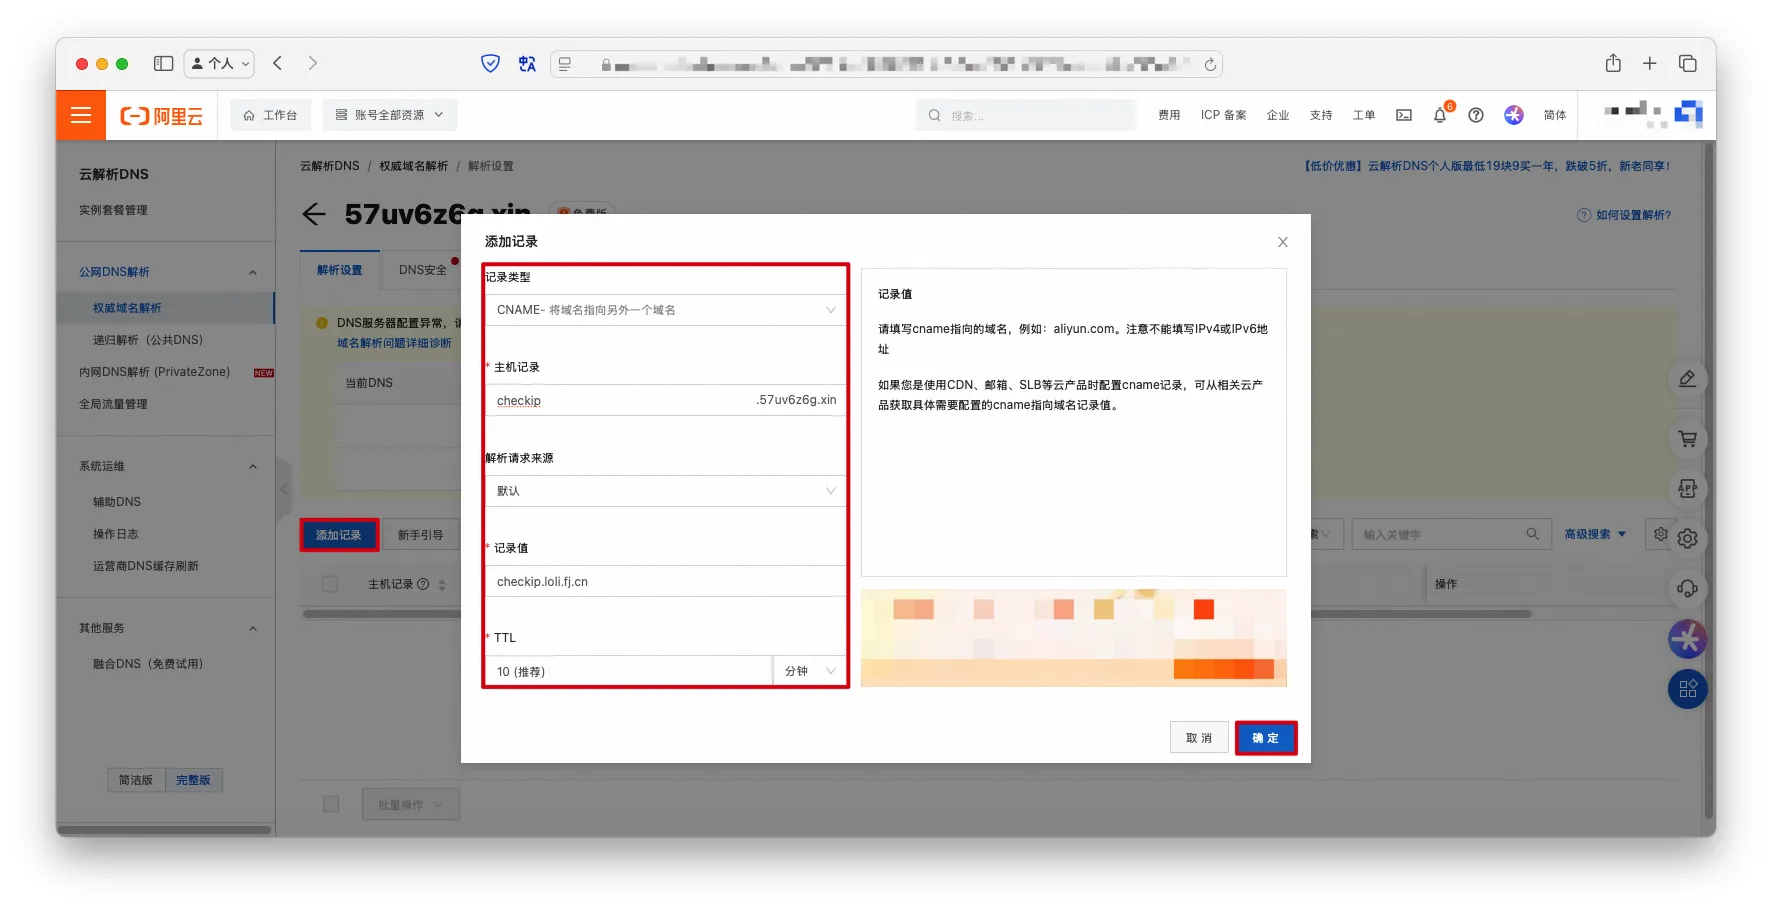 个人
阿里云
工作台
账号全部资源
搜索...
费用
ICP 备案
企业
支持
工单
6
简体
云解析DNS
实例套餐管理
公网DNS解析
权威域名解析
递归解析（公共DNS）
内网DNS解析 (PrivateZone)
NEW
全局流量管理
系统运维
辅助DNS
操作日志
运营商DNS缓存刷新
其他服务
融合DNS（免费试用）
简洁版
完整版
云解析DNS / 权威域名解析 / 解析设置
【低价优惠】云解析DNS个人版最低19块9买一年，跌破5折，新老同享！
57uv6z6g.xin
免费版
如何设置解析?
解析设置
DNS安全
DNS服务器配置异常，
域名解析问题详细诊断
当前DNS
添加记录
新手引导
输入关键字
高级搜索
主机记录
操作
批量操作
APP
添加记录
记录类型
CNAME- 将域名指向另外一个域名
* 主机记录
checkip
.57uv6z6g.xin
解析请求来源
默认
* 记录值
checkip.loli.fj.cn
* TTL
10 (推荐)
分钟
记录值
请填写cname指向的域名，例如：aliyun.com。注意不能填写IPv4或IPv6地
址
如果您是使用CDN、邮箱、SLB等云产品时配置cname记录，可从相关云产
品获取具体需要配置的cname指向域名记录值。
取 消
确 定